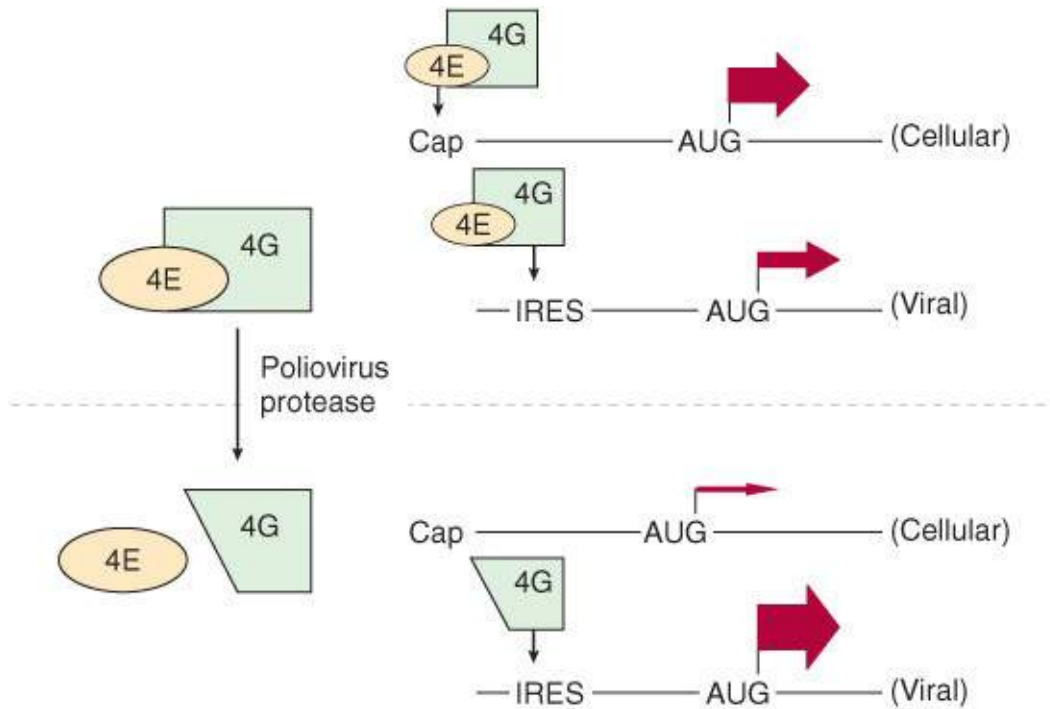 4G
4E
Cap AUG (Cellular)
4G
4E
IRES AUG (Viral)
4G
4E
Poliovirus
protease
4G
4E
Cap AUG (Cellular)
4G
IRES AUG (Viral)